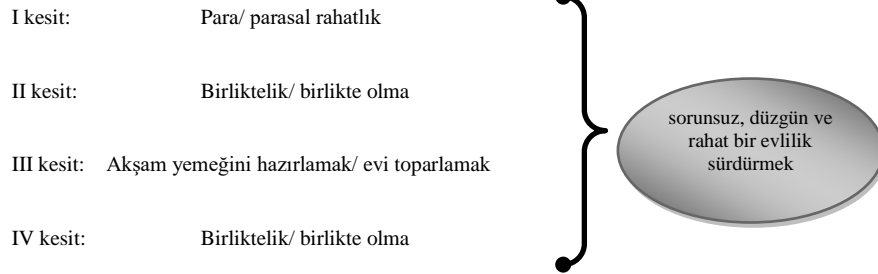 I kesit: Para/ parasal rahatlık
II kesit: Birliktelik/ birlikte olma
III kesit: Akşam yemeğini hazırlamak/ evi toparlamak
IV kesit: Birliktelik/ birlikte olma
sorunsuz, düzgün ve
rahat bir evlilik
sürdürmek